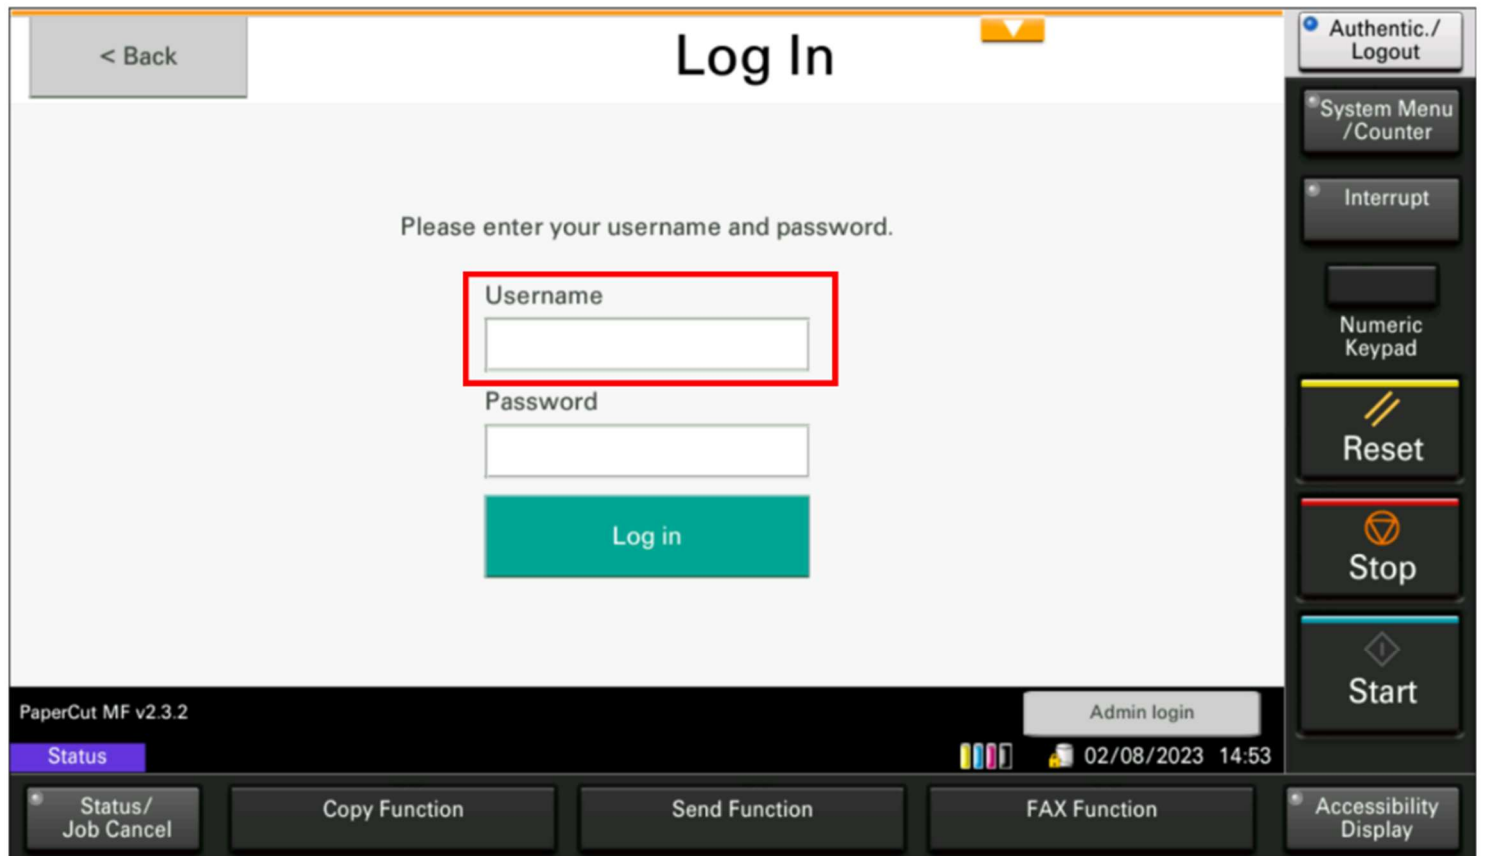 < Back
Log In
Authentic./
Logout
System Menu
/Counter
Interrupt
Please enter your username and password.
Username
Numeric
Keypad
Password
Reset
Log in
Stop
Start
PaperCut MF v2.3.2
Admin login
Status
02/08/2023 14:53
Status/
Job Cancel
Copy Function
Send Function
FAX Function
Accessibility
Display